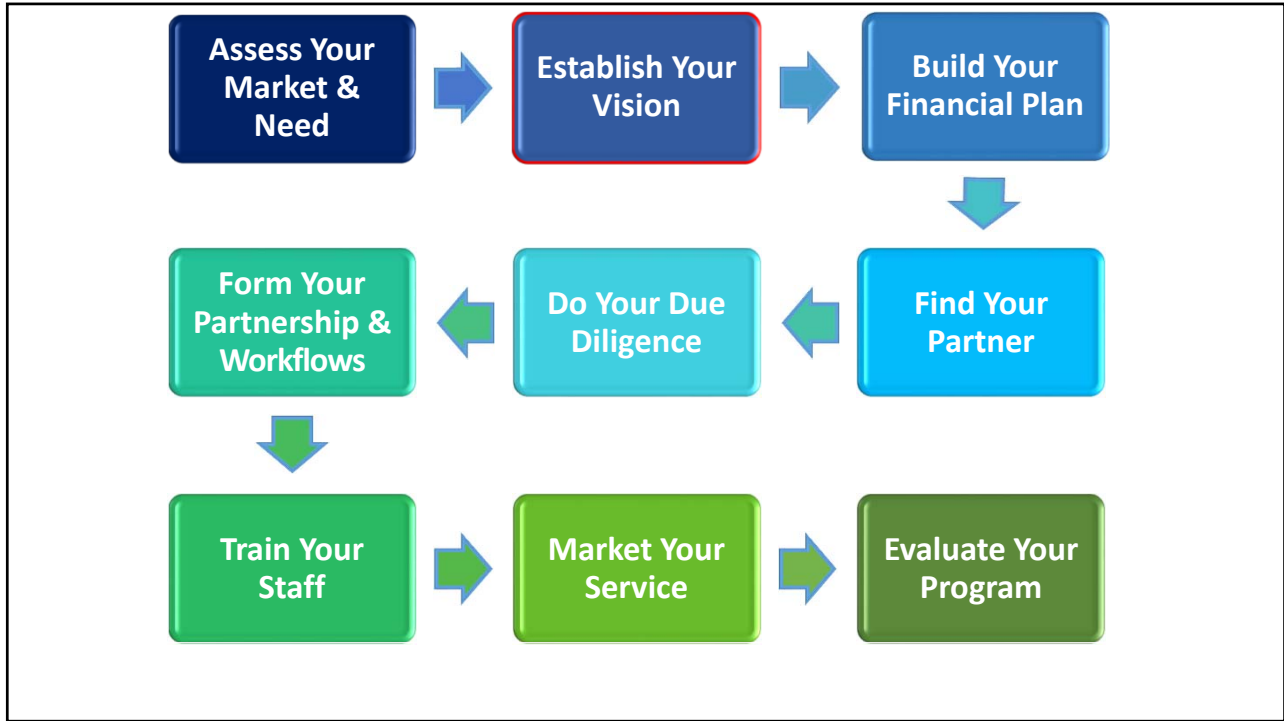 Assess Your
Market &
Need
Establish Your
Vision
Build Your
Financial Plan
Find Your
Partner
Do Your Due
Diligence
Form Your
Partnership &
Workflows
Train Your
Staff
Market Your
Service
Evaluate Your
Program